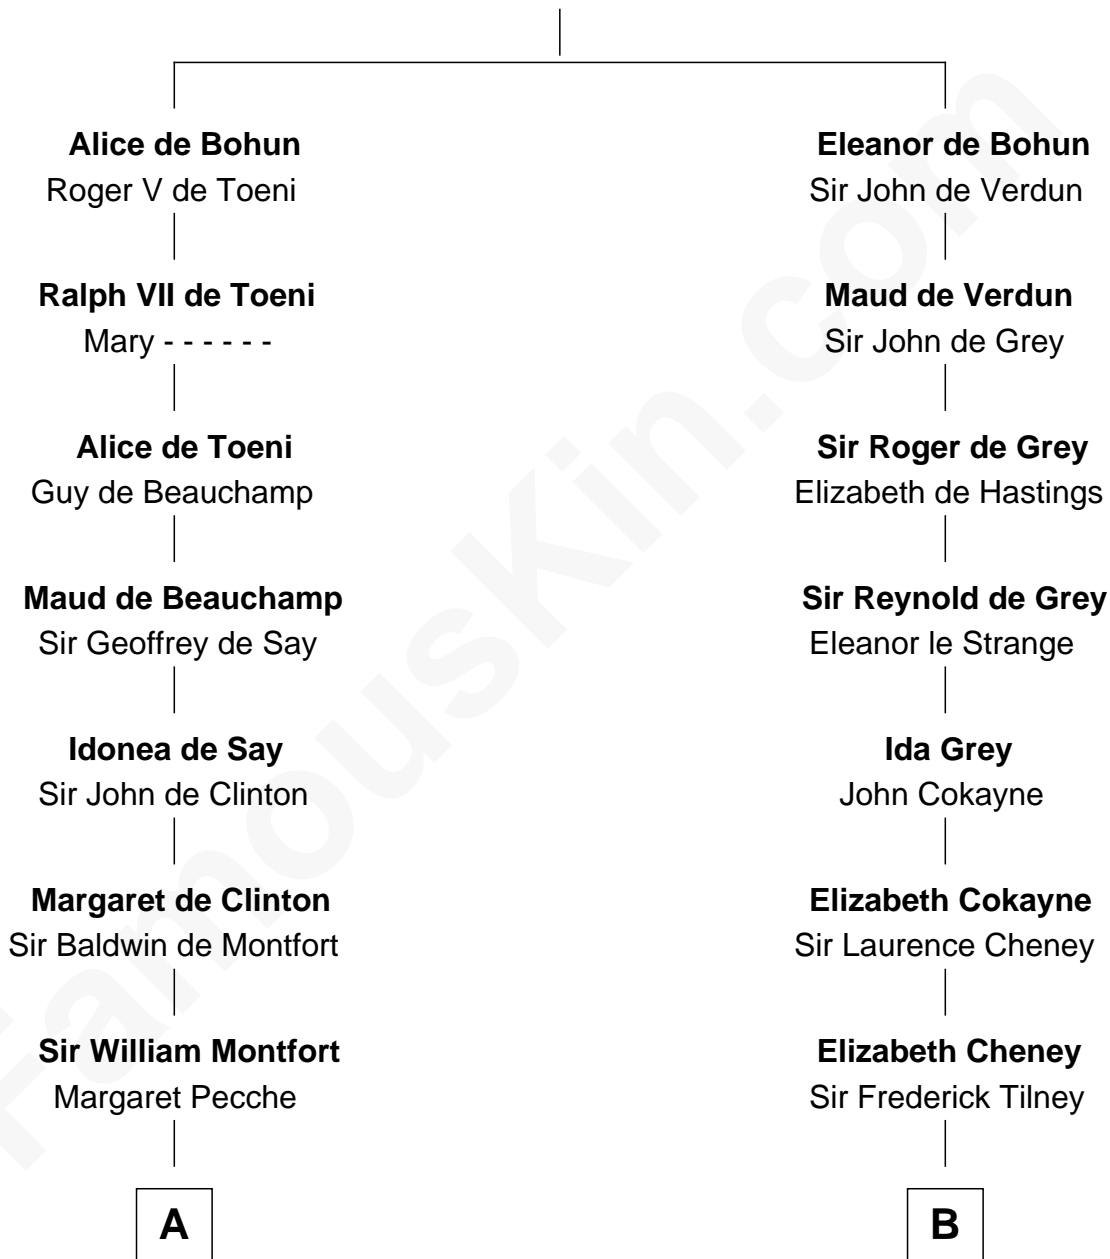 Alice de Bohun
Roger V de Toeni
Ralph VII de Toeni
Mary - - - - - -
Alice de Toeni
Guy de Beauchamp
Maud de Beauchamp
Sir Geoffrey de Say
Idonea de Say
Sir John de Clinton
Margaret de Clinton
Sir Baldwin de Montfort
Sir William Montfort
Margaret Pecche
A
Eleanor de Bohun
Sir John de Verdun
Maud de Verdun
Sir John de Grey
Sir Roger de Grey
Elizabeth de Hastings
Sir Reynold de Grey
Eleanor le Strange
Ida Grey
John Cokayne
Elizabeth Cokayne
Sir Laurence Cheney
Elizabeth Cheney
Sir Frederick Tilney
B
FamousKin.com